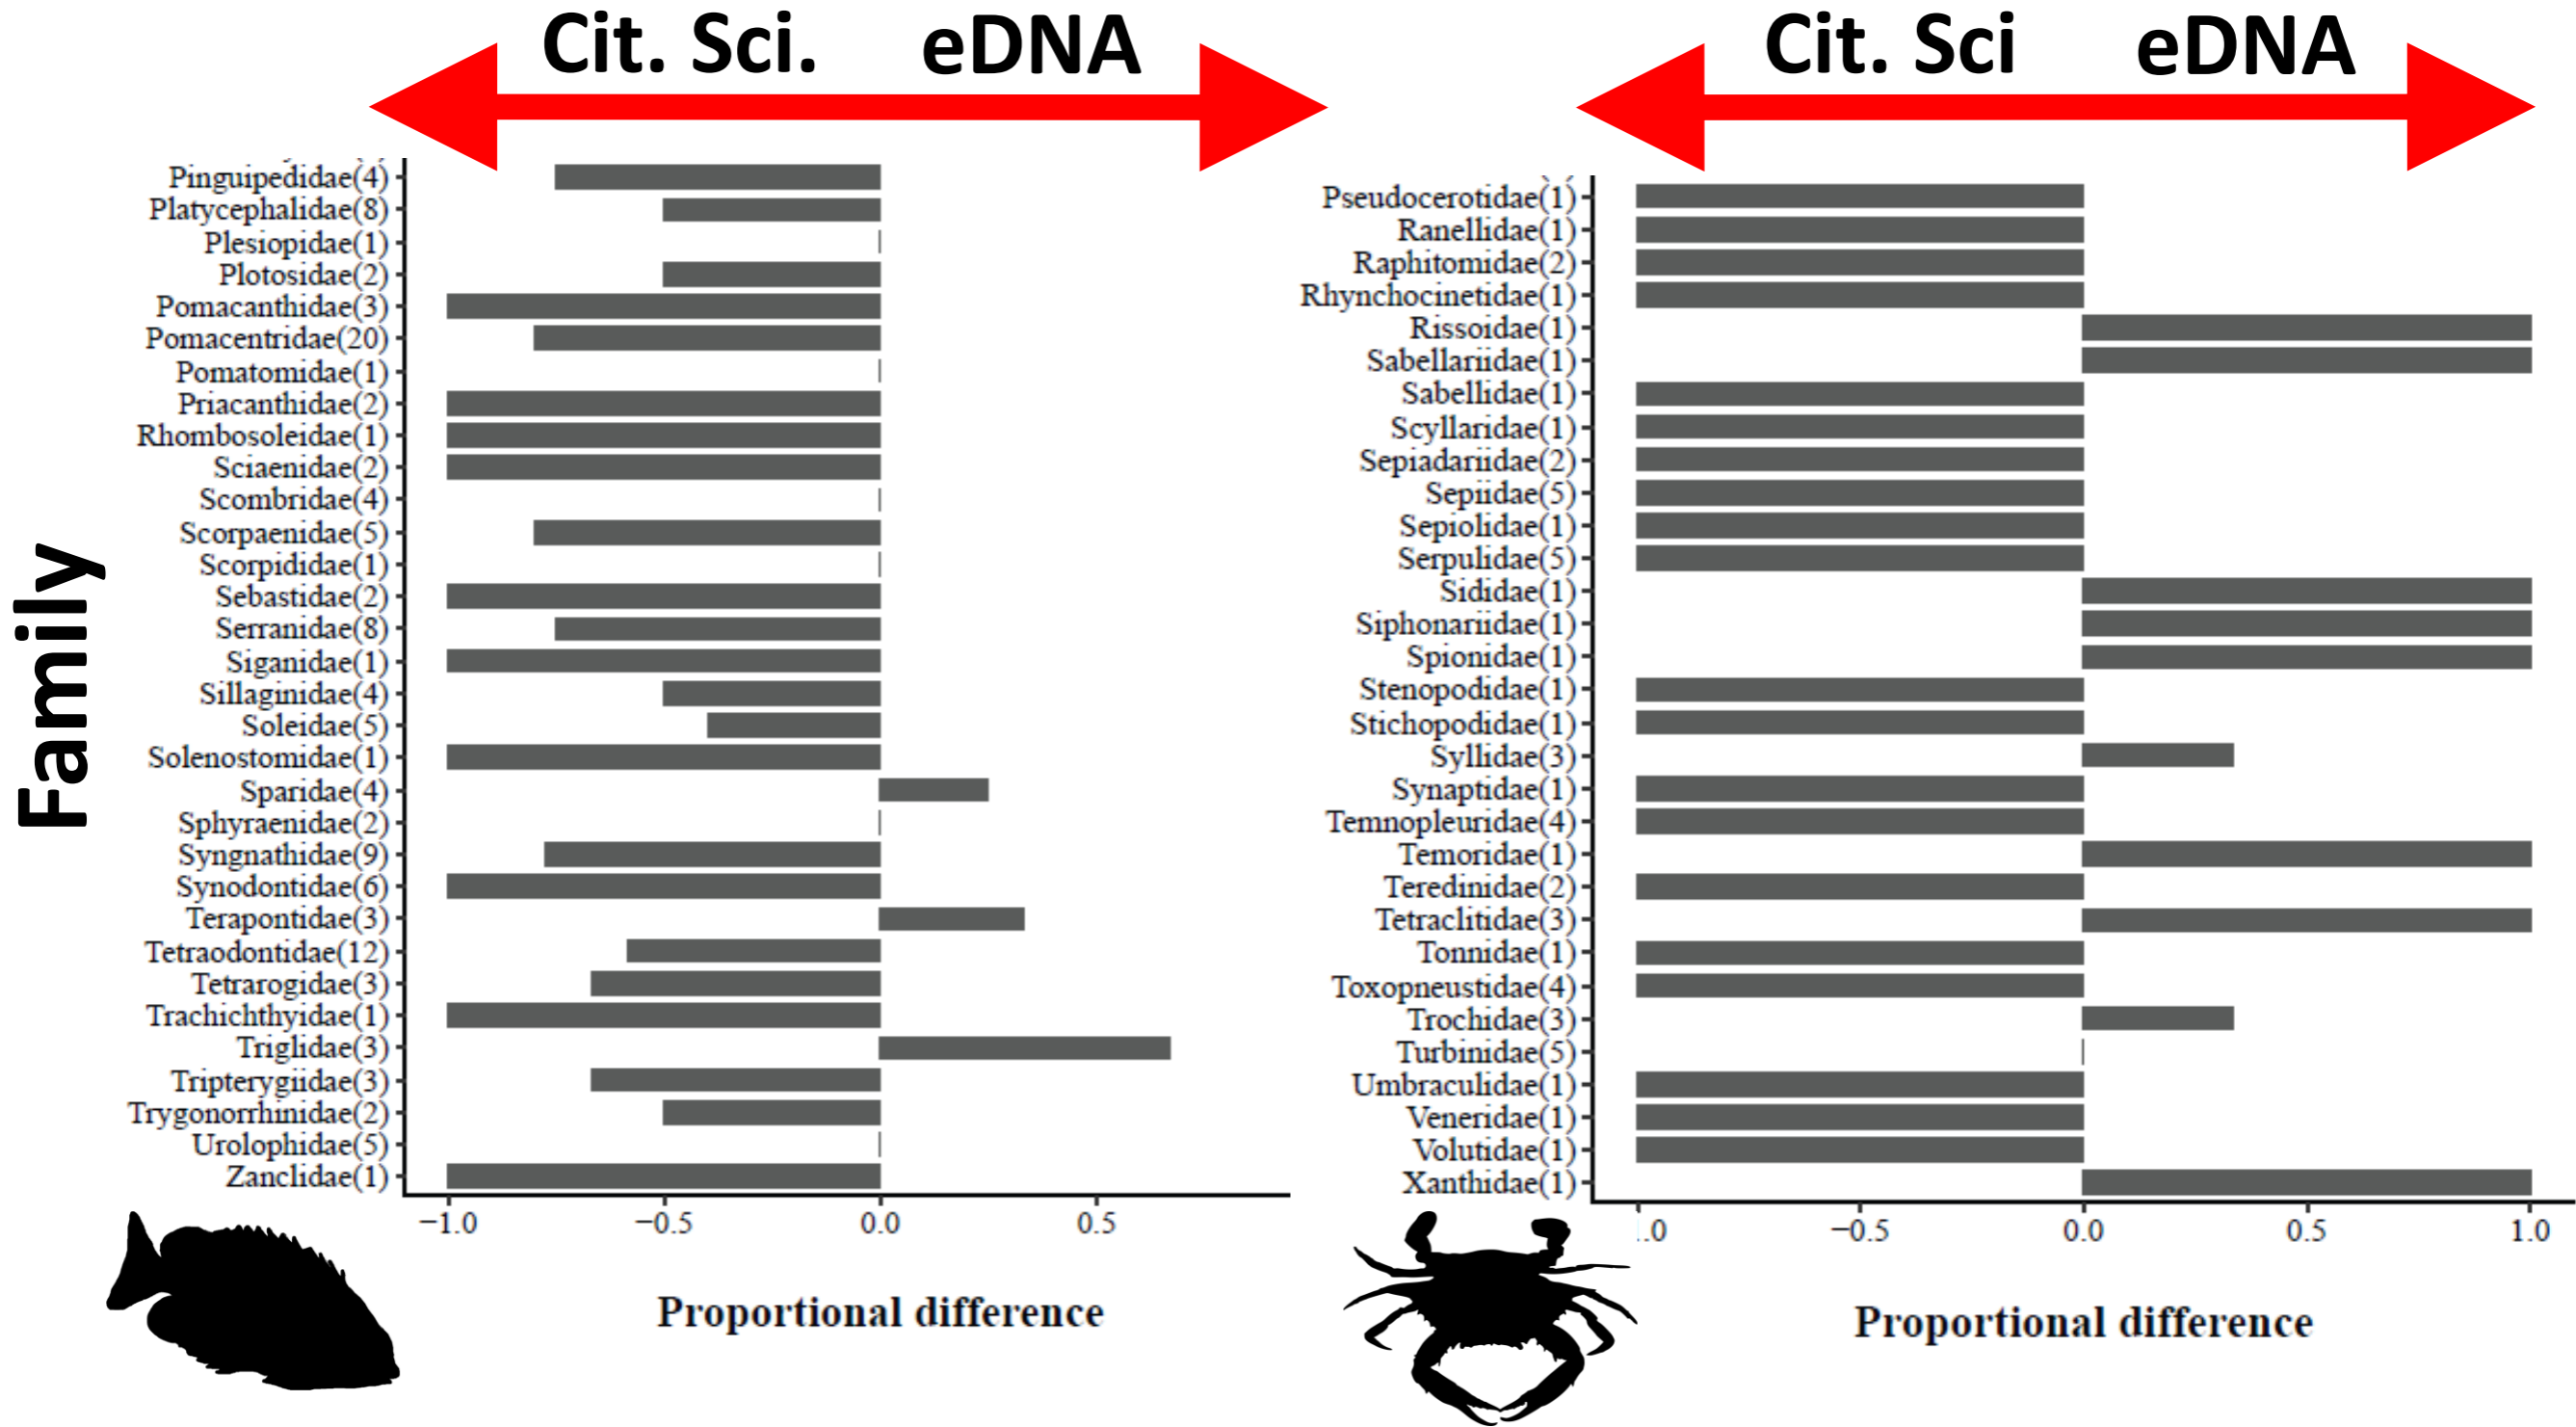 Cit. Sci. eDNA
Pinguipedidae(4)
Platycephalidae(8)
Plesiopidae(1)
Plotosidae(2)
Pomacanthidae(3)
Pomacentridae(20)
Pomatomidae(1)
Priacanthidae(2)
Rhombosoleidae(1)
Sciaenidae(2)
Scombridae(4)
Scorpaenidae(5)
Scorpididae(1)
Sebastidae(2)
Serranidae(8)
Siganidae(1)
Sillaginidae(4)
Soleidae(5)
Solenostomidae(1)
Sparidae(4)
Sphyraenidae(2)
Syngnathidae(9)
Synodontidae(6)
Terapontidae(3)
Tetraodontidae(12)
Tetrarogidae(3)
Trachichthyidae(1)
Triglidae(3)
Tripterygiidae(3)
Trygonorrhinidae(2)
Urolophidae(5)
Zanclidae(1)
Family
−1.0 −0.5 0.0 0.5
Proportional difference
Cit. Sci eDNA
Pseudocerotidae(1)
Ranellidae(1)
Raphitomidae(2)
Rhynchocinetidae(1)
Rissoidae(1)
Sabellariidae(1)
Sabellidae(1)
Scyllaridae(1)
Sepiadariidae(2)
Sepiidae(5)
Sepiolidae(1)
Serpulidae(5)
Sididae(1)
Siphonariidae(1)
Spionidae(1)
Stenopodidae(1)
Stichopodidae(1)
Syllidae(3)
Synaptidae(1)
Temnopleuridae(4)
Temoridae(1)
Teredinidae(2)
Tetraclitidae(3)
Tonnidae(1)
Toxopneustidae(4)
Trochidae(3)
Turbinidae(5)
Umbraculidae(1)
Veneridae(1)
Volutidae(1)
Xanthidae(1)
.0 −0.5 0.0 0.5 1.0
Proportional difference